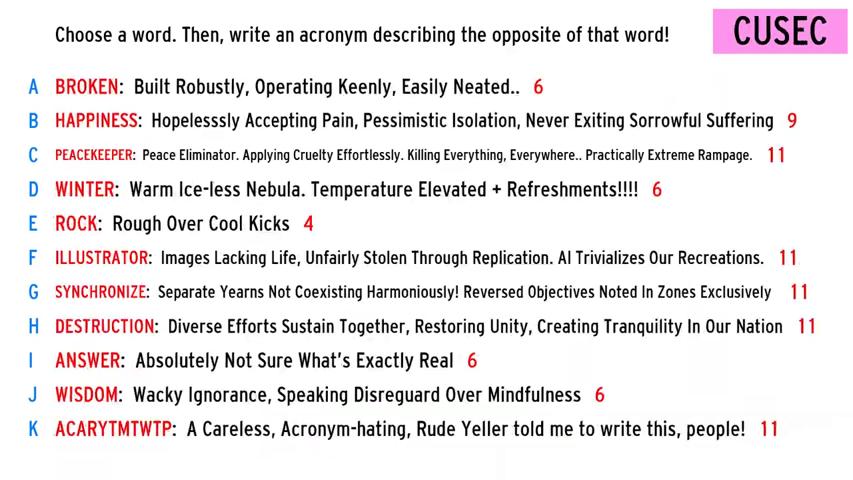 Choose a word. Then, write an acronym describing the opposite of that word! CUSEC
A BROKEN: Built Robustly, Operating Keenly, Easily Neated.. 6
B HAPPINESS: Hopelesssly Accepting Pain, Pessimistic Isolation, Never Exiting Sorrowful Suffering 9
C PEACEKEEPER: Peace Eliminator. Applying Cruelty Effortlessly. Killing Everything, Everywhere.. Practically Extreme Rampage. 11
D WINTER: Warm Ice-less Nebula. Temperature Elevated + Refreshments!!!! 6
E ROCK: Rough Over Cool Kicks 4
F ILLUSTRATOR: Images Lacking Life, Unfairly Stolen Through Replication. AI Trivializes Our Recreations. 11
G SYNCHRONIZE: Separate Yearns Not Coexisting Harmoniously! Reversed Objectives Noted In Zones Exclusively 11
H DESTRUCTION: Diverse Efforts Sustain Together, Restoring Unity, Creating Tranquility In Our Nation 11
I ANSWER: Absolutely Not Sure What's Exactly Real 6
J WISDOM: Wacky Ignorance, Speaking Disreguard Over Mindfulness 6
K ACARYTMTWTP: A Careless, Acronym-hating, Rude Yeller told me to write this, people! 11